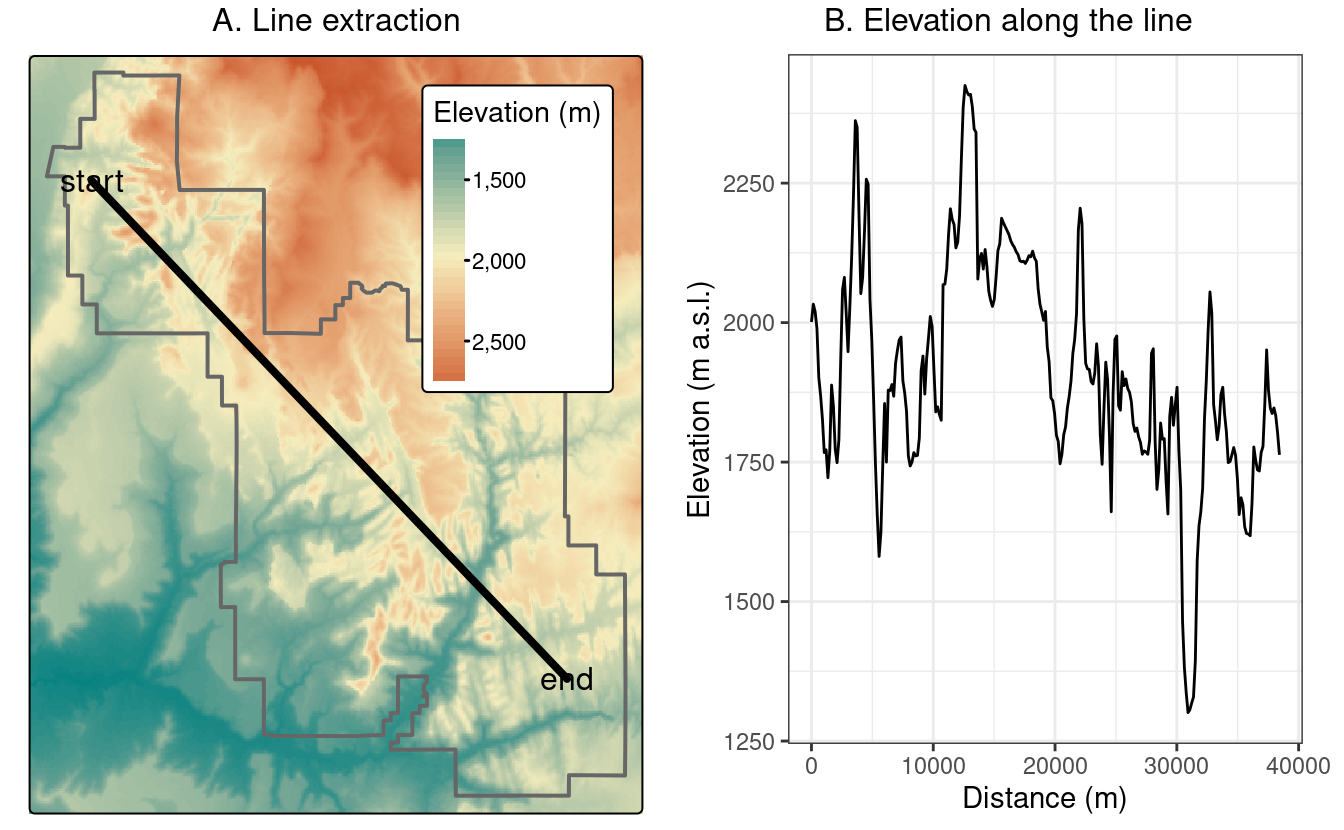 A. Line extraction
start
Elevation (m)
1,500
2,000
2,500
end
B. Elevation along the line
Elevation (m a.s.l.)
2250
2000
1750
1500
1250
0 10000 20000 30000 40000
Distance (m)